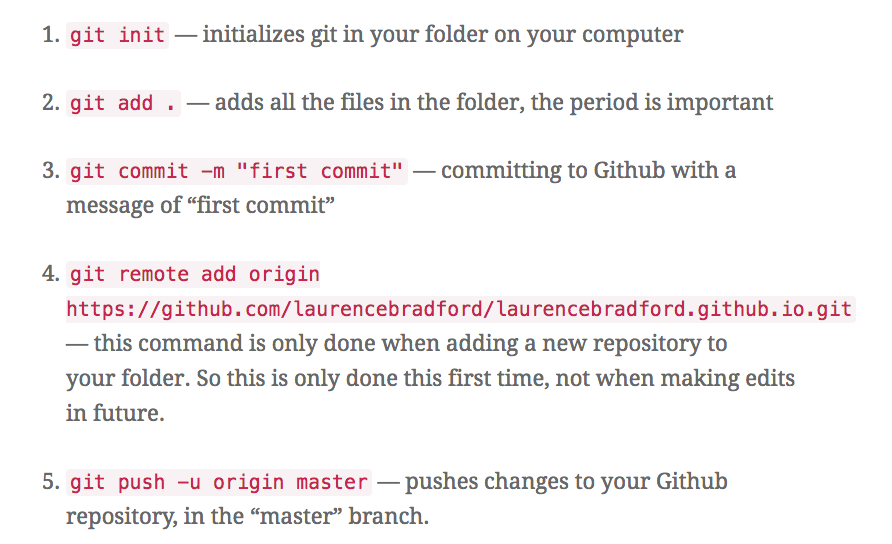 1. git init — initializes git in your folder on your computer
2. git add . — adds all the files in the folder, the period is important
3. git commit -m "first commit" — committing to Github with a
message of “first commit”
4. git remote add origin
https://github.com/laurencebradford/laurencebradford.github.io.git
— this command is only done when adding a new repository to
your folder. So this is only done this first time, not when making edits
in future.
5. git push -u origin master — pushes changes to your Github
repository, in the “master” branch.